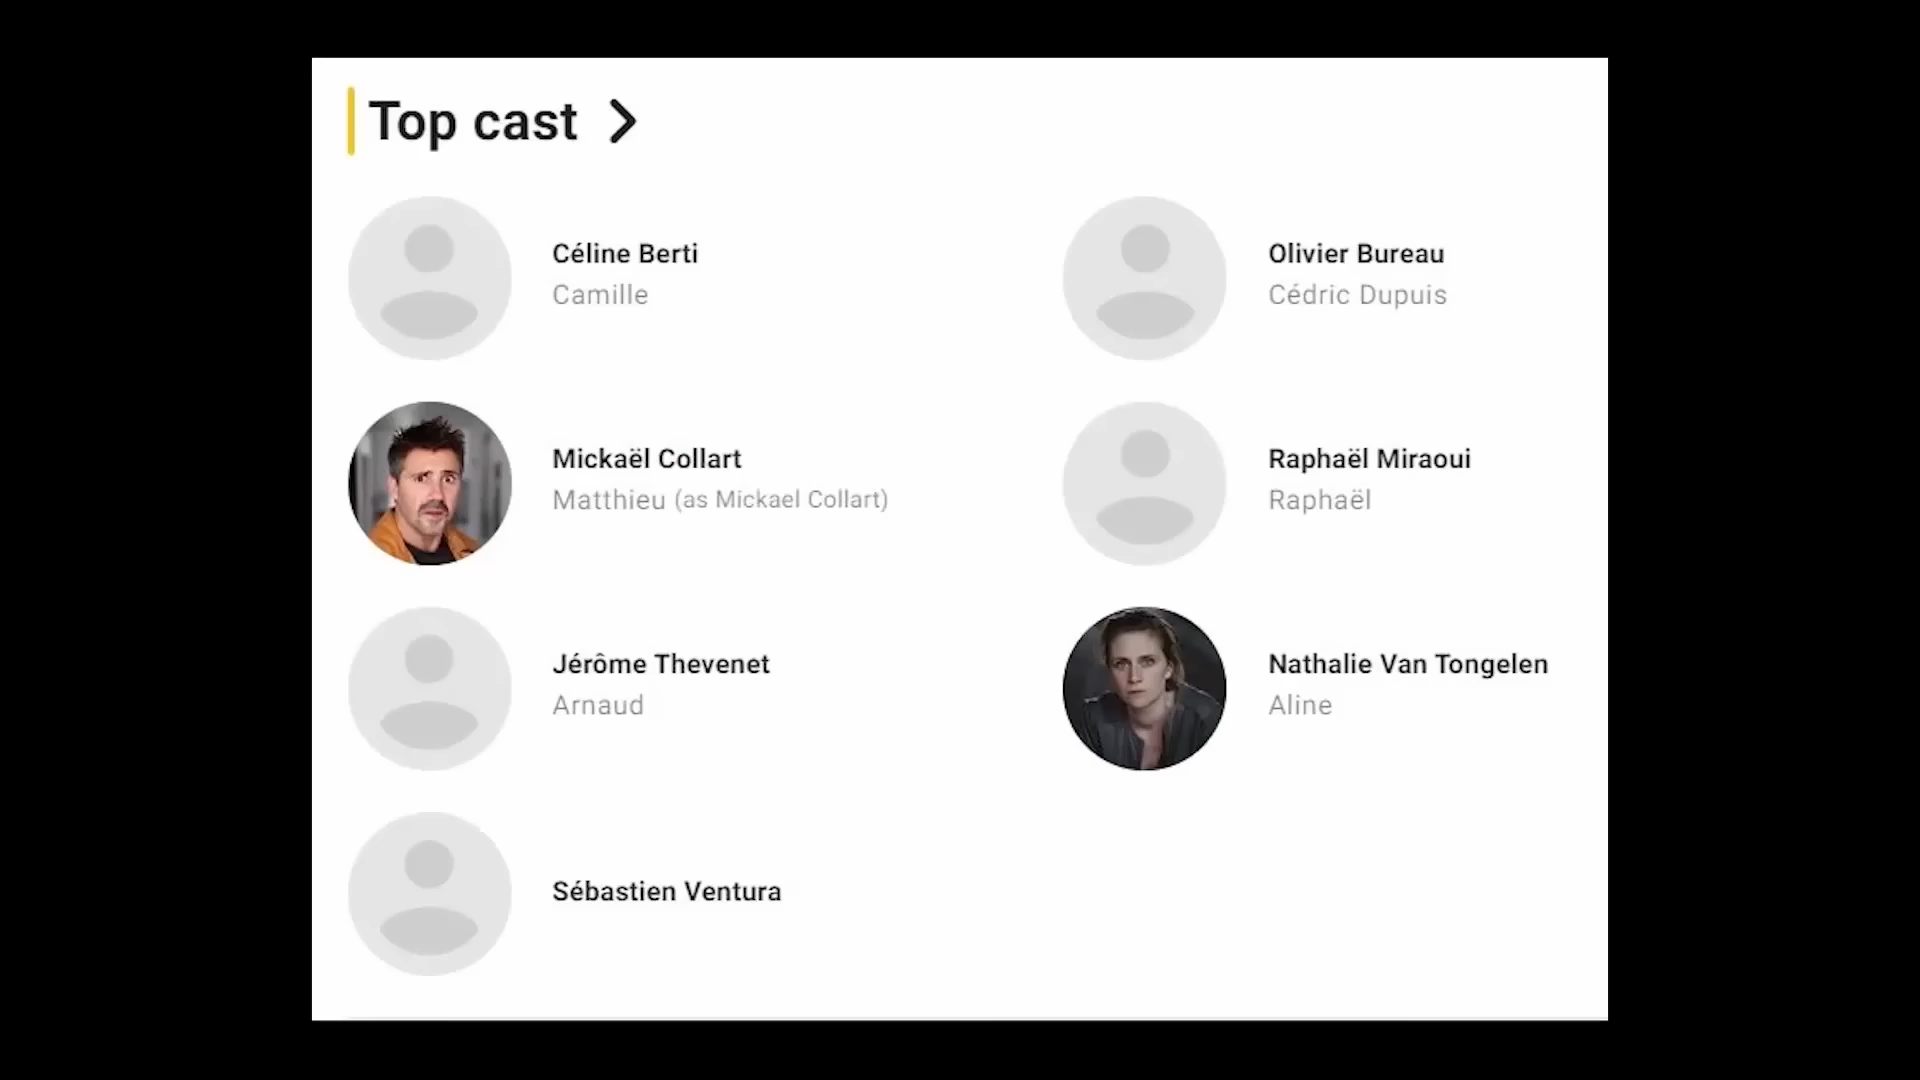 Top cast
Céline Berti
Camille
Olivier Bureau
Cédric Dupuis
Mickaël Collart
Matthieu (as Mickael Collart)
Raphaël Miraoui
Raphaël
Jérôme Thevenet
Arnaud
Nathalie Van Tongelen
Aline
Sébastien Ventura